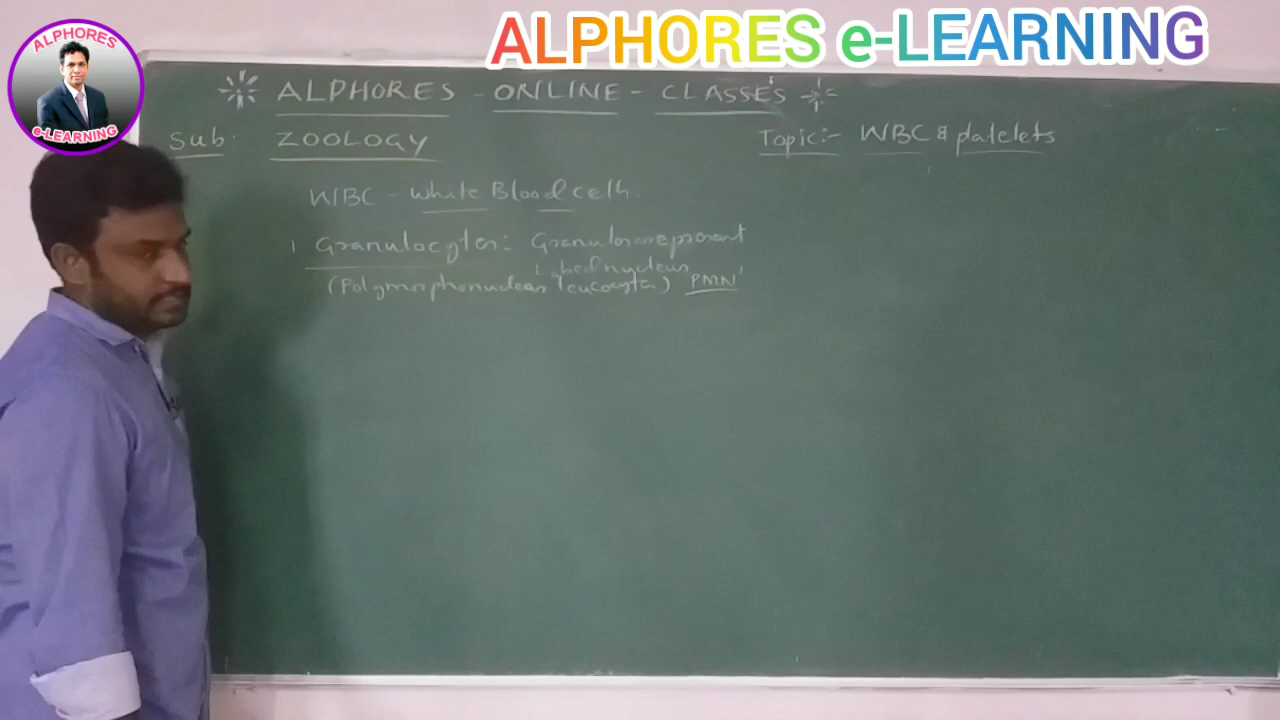 ALPHORES e-LEARNING
ALPHORES
e-LEARNING
ALPHORES - ONLINE - CLASSES
Sub: ZOOLOGY
Topic:- WBC & platelets
WBC - White Blood cells.
1 Granulocytes:- Granules are present
Lobed nucleus
(Polymorphonuclear leucocytes) PMN'